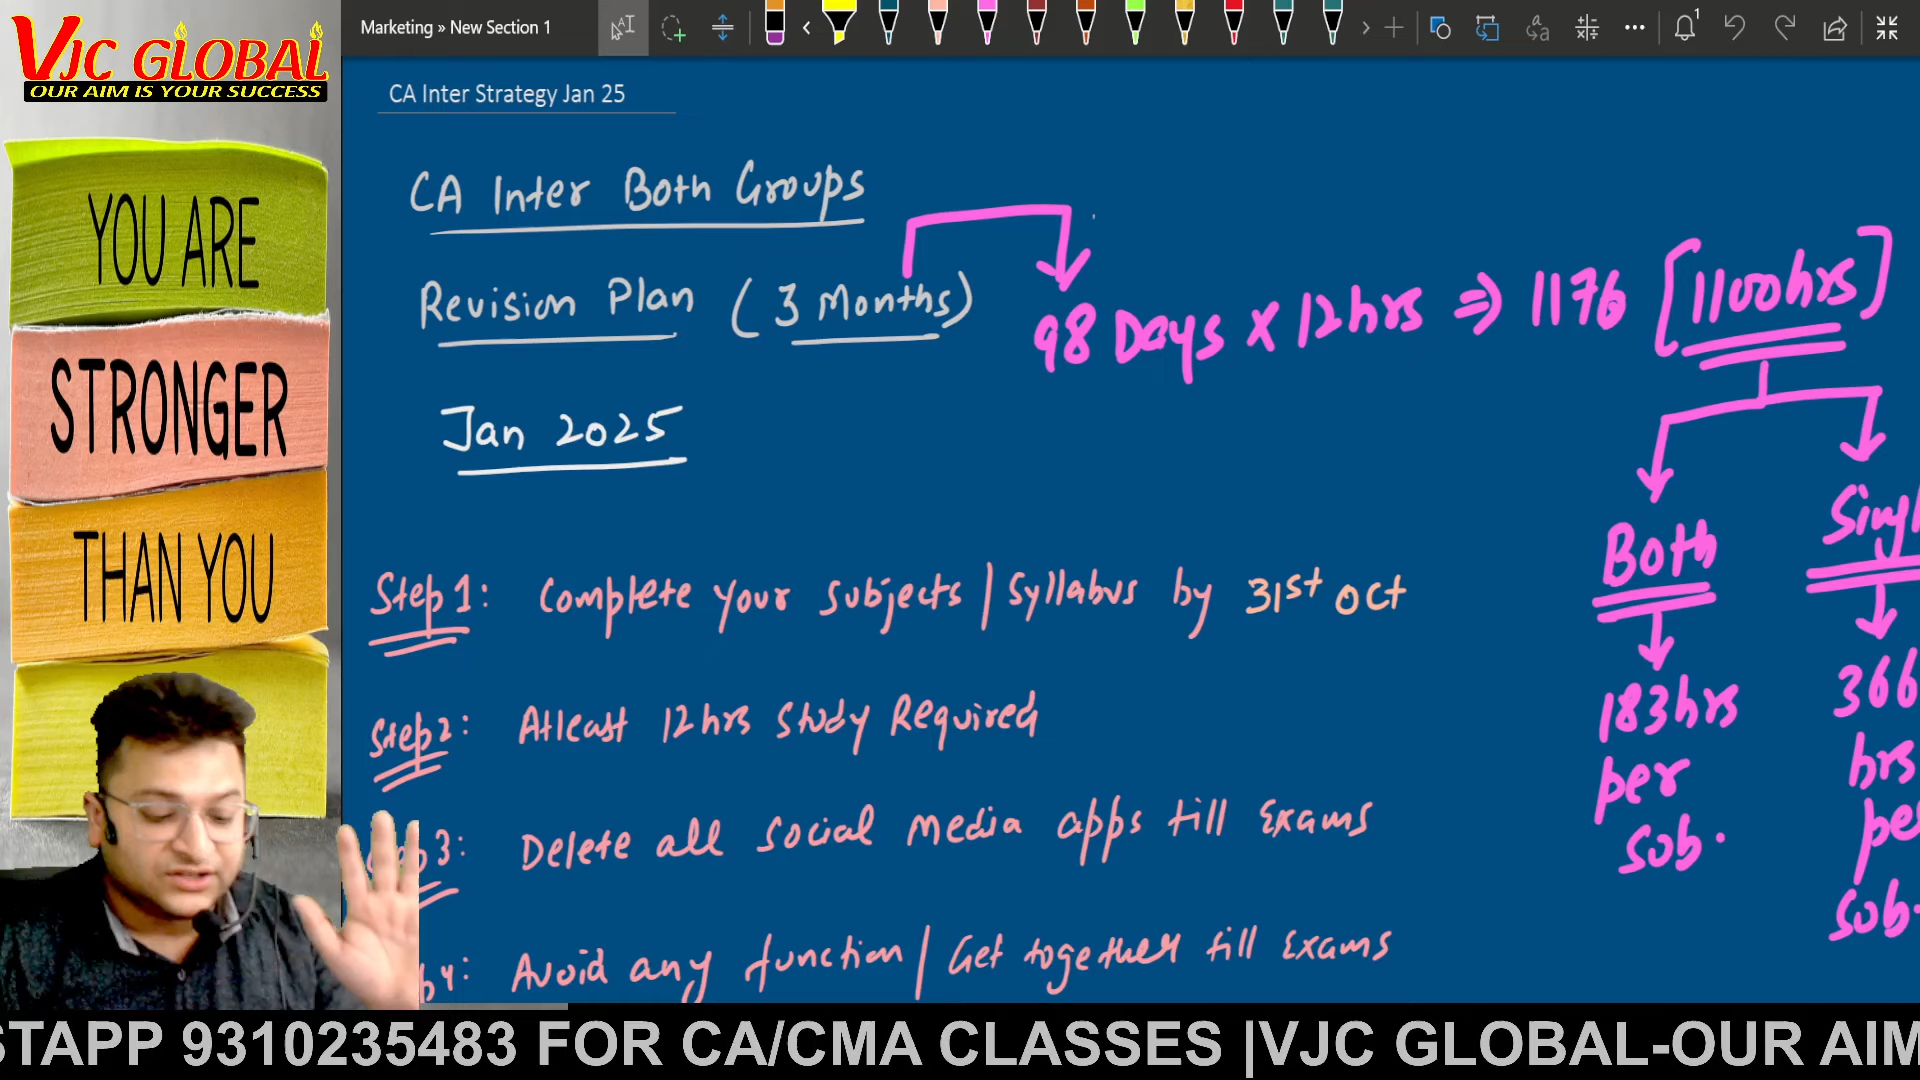 VJC GLOBAL
OUR AIM IS YOUR SUCCESS
Marketing » New Section 1
CA Inter Strategy Jan 25
YOU ARE
STRONGER
THAN YOU
CA Inter Both Groups
Revision Plan (3 Months)
98 Days x 12hrs ⇒ 1176 [1100hrs]
Jan 2025
Both
183hrs
per
sub.
Singl
366
hrs
pe
sub.
Step 1: Complete your subjects / syllabus by 31st oct
Step 2: Atleast 12hrs study Required
3: Delete all social media apps till Exams
4: Avoid any function / Get together till Exams
STAPP 9310235483 FOR CA/CMA CLASSES |VJC GLOBAL-OUR AIM